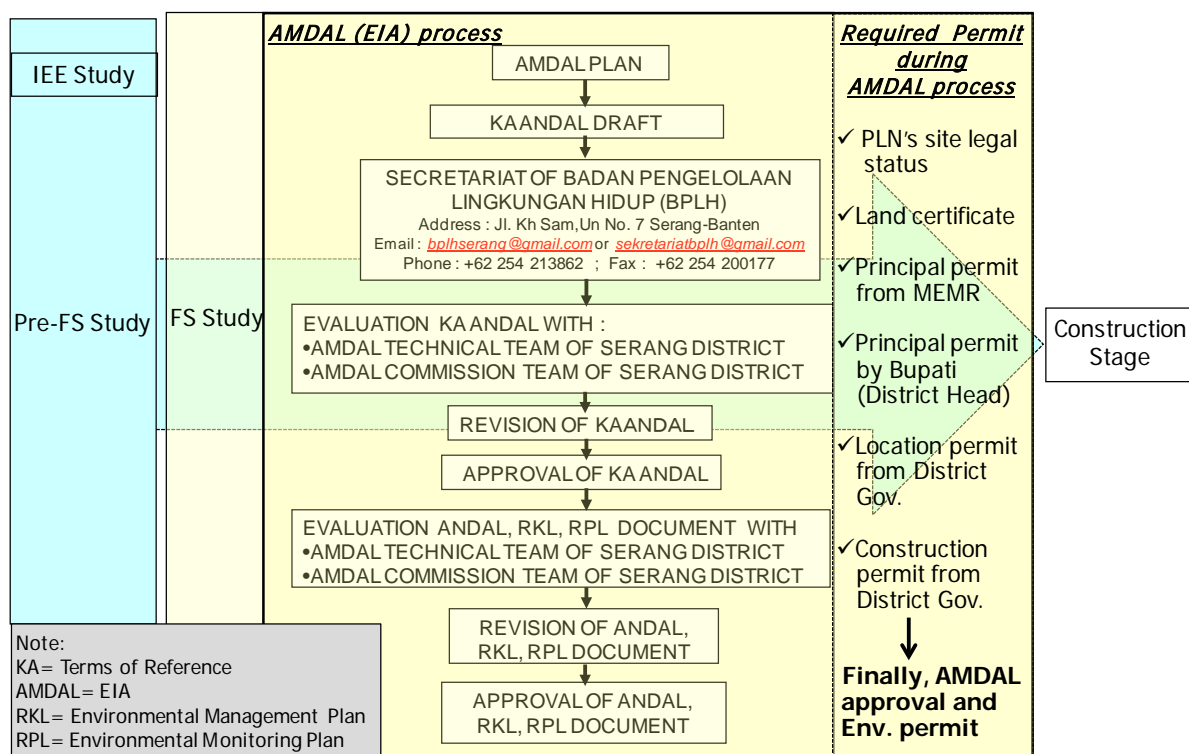 IEE Study
Pre-FS Study
FS Study
AMDAL (EIA) process
AMDAL PLAN
KA ANDAL DRAFT
SECRETARIAT OF BADAN PENGELOLAAN
LINGKUNGAN HIDUP (BPLH)
Address : Jl. Kh Sam,Un No. 7 Serang-Banten
Email : bplhserang@gmail.com or sekretariatbplh@gmail.com
Phone : +62 254 213862 ; Fax : +62 254 200177
EVALUATION KA ANDAL WITH :
•AMDAL TECHNICAL TEAM OF SERANG DISTRICT
•AMDAL COMMISSION TEAM OF SERANG DISTRICT
REVISION OF KA ANDAL
APPROVAL OF KA ANDAL
EVALUATION ANDAL, RKL, RPL DOCUMENT WITH
•AMDAL TECHNICAL TEAM OF SERANG DISTRICT
•AMDAL COMMISSION TEAM OF SERANG DISTRICT
REVISION OF ANDAL,
RKL, RPL DOCUMENT
APPROVAL OF ANDAL,
RKL, RPL DOCUMENT
Required Permit
during
AMDAL process
✓PLN's site legal
status
✓Land certificate
✓Principal permit
from MEMR
✓Principal permit
by Bupati
(District Head)
✓Location permit
from District
Gov.
✓Construction
permit from
District Gov.
Finally, AMDAL
approval and
Env. permit
Construction
Stage
Note:
KA= Terms of Reference
AMDAL= EIA
RKL= Environmental Management Plan
RPL= Environmental Monitoring Plan